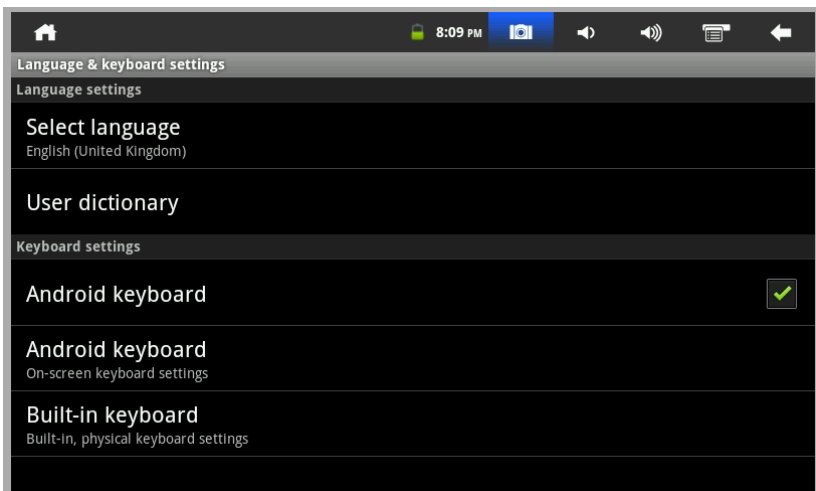 8:09 PM
Language & keyboard settings
Language settings
Select language
English (United Kingdom)
User dictionary
Keyboard settings
Android keyboard
Android keyboard
On-screen keyboard settings
Built-in keyboard
Built-in, physical keyboard settings